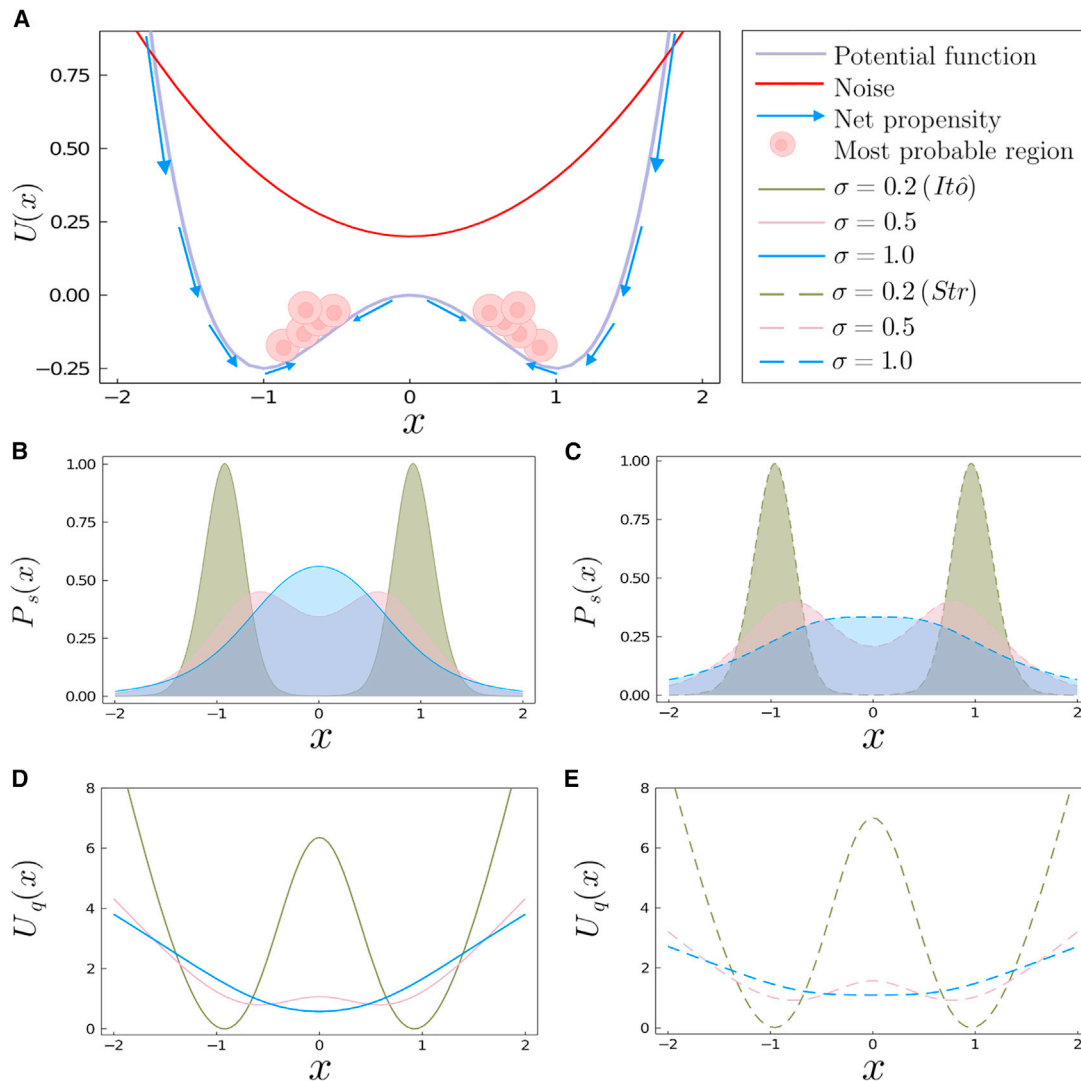 A
0.75
0.50
0.25
0.00
−0.25
U(x)
−2
−1
0
1
2
x
Potential function
Noise
Net propensity
Most probable region
σ = 0.2 (Itô)
σ = 0.5
σ = 1.0
σ = 0.2 (Str)
σ = 0.5
σ = 1.0
B
1.00
0.75
0.50
0.25
0.00
P_s(x)
-2
-1
0
1
2
x
C
1.00
0.75
0.50
0.25
0.00
P_s(x)
-2
-1
0
1
2
x
D
8
6
4
2
0
U_q(x)
-2
-1
0
1
2
x
E
8
6
4
2
0
U_q(x)
-2
-1
0
1
2
x